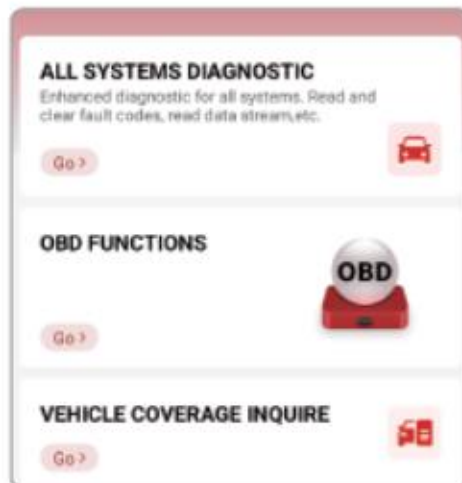 ALL SYSTEMS DIAGNOSTIC
Enhanced diagnostic for all systems. Read and
clear fault codes, read data stream,etc.
Go >
OBD FUNCTIONS
OBD
Go >
VEHICLE COVERAGE INQUIRE
Go >